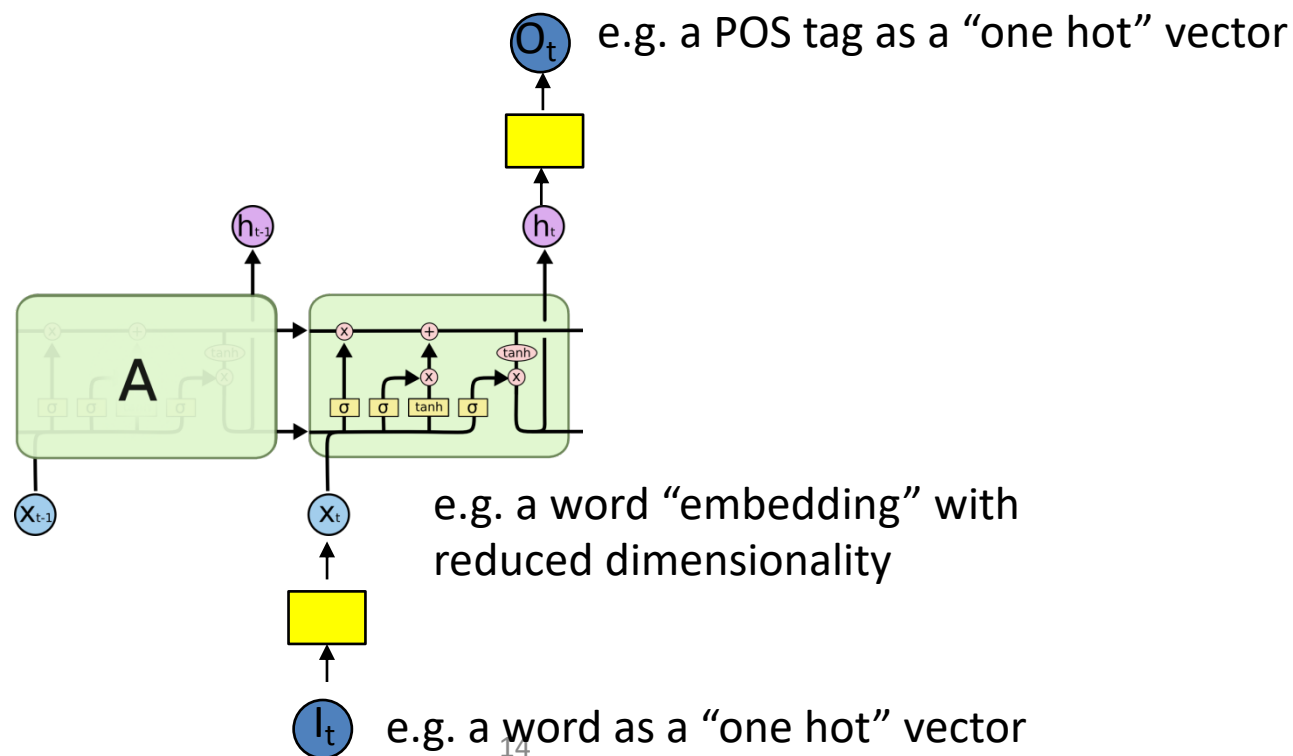 Oₜ e.g. a POS tag as a “one hot” vector
hₜ₋₁ hₜ
x + x +
tanh tanh
A x x x
σ σ σ σ σ tanh σ
Xₜ₋₁ Xₜ e.g. a word “embedding” with
reduced dimensionality
Iₜ e.g. a word as a “one hot” vector
14